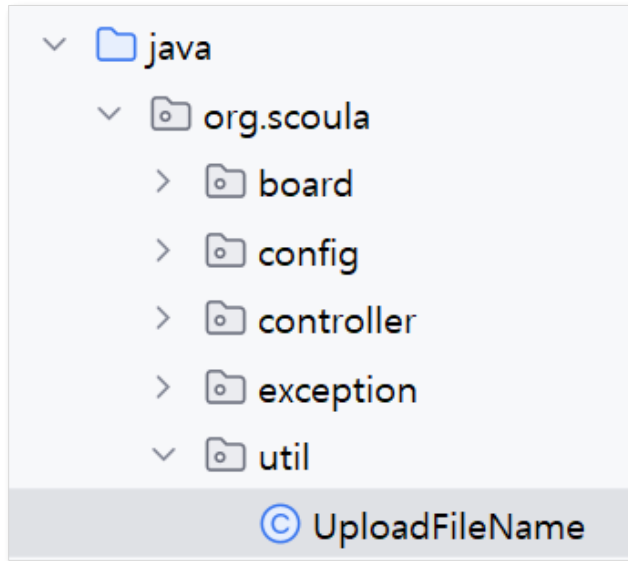 java
org.scoula
board
config
controller
exception
util
© UploadFileName